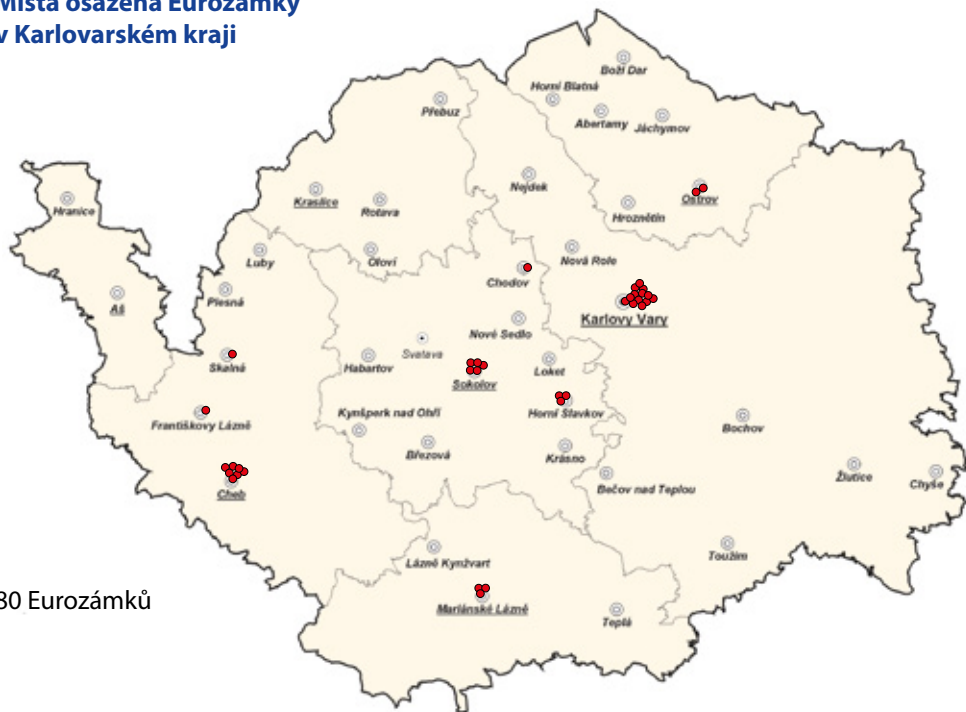 Místa osazená Eurozámky
v Karlovarském kraji
Boží Dar
Horní Blatná
Přebuz
Abertamy
Jáchymov
Nejdek
Ostrov
Kraslice
Hranice
Rotava
Hroznětín
Luby
Oloví
Nová Role
Chodov
Plesná
Aš
Karlovy Vary
Nové Sedlo
Svatava
Skalná
Habartov
Loket
Sokolov
Kynšperk nad Ohří
Horní Slavkov
Františkovy Lázně
Bochov
Březová
Krásno
Žlutice
Chyše
Cheb
Bečov nad Teplou
Toužim
Lázně Kynžvart
80 Eurozámků
Mariánské Lázně
Teplá